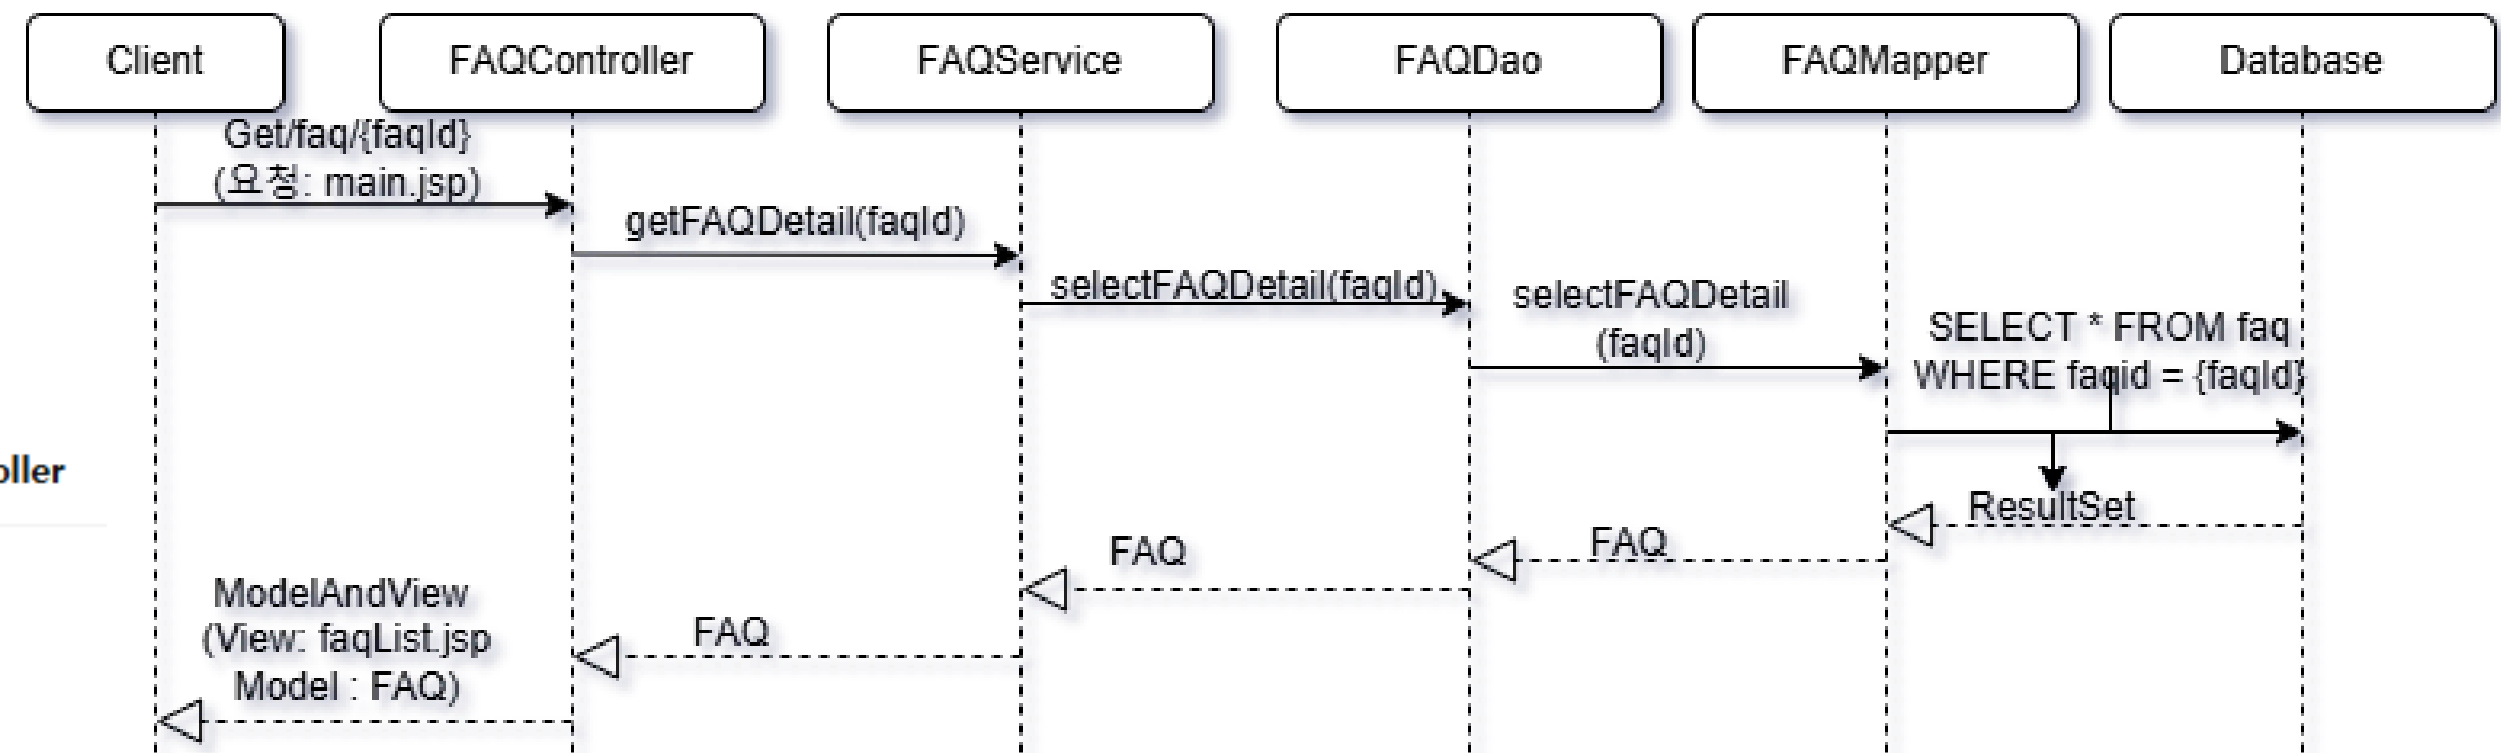 Client
FAQController
FAQService
FAQDao
FAQMapper
Database
Get/faq/{faqId}
(요청: main.jsp)
getFAQDetail(faqId)
selectFAQDetail(faqId)
selectFAQDetail
(faqId)
SELECT * FROM faq
WHERE faqid = {faqId}
oller
ResultSet
FAQ
FAQ
FAQ
ModelAndView
(View: faqList.jsp
Model : FAQ)